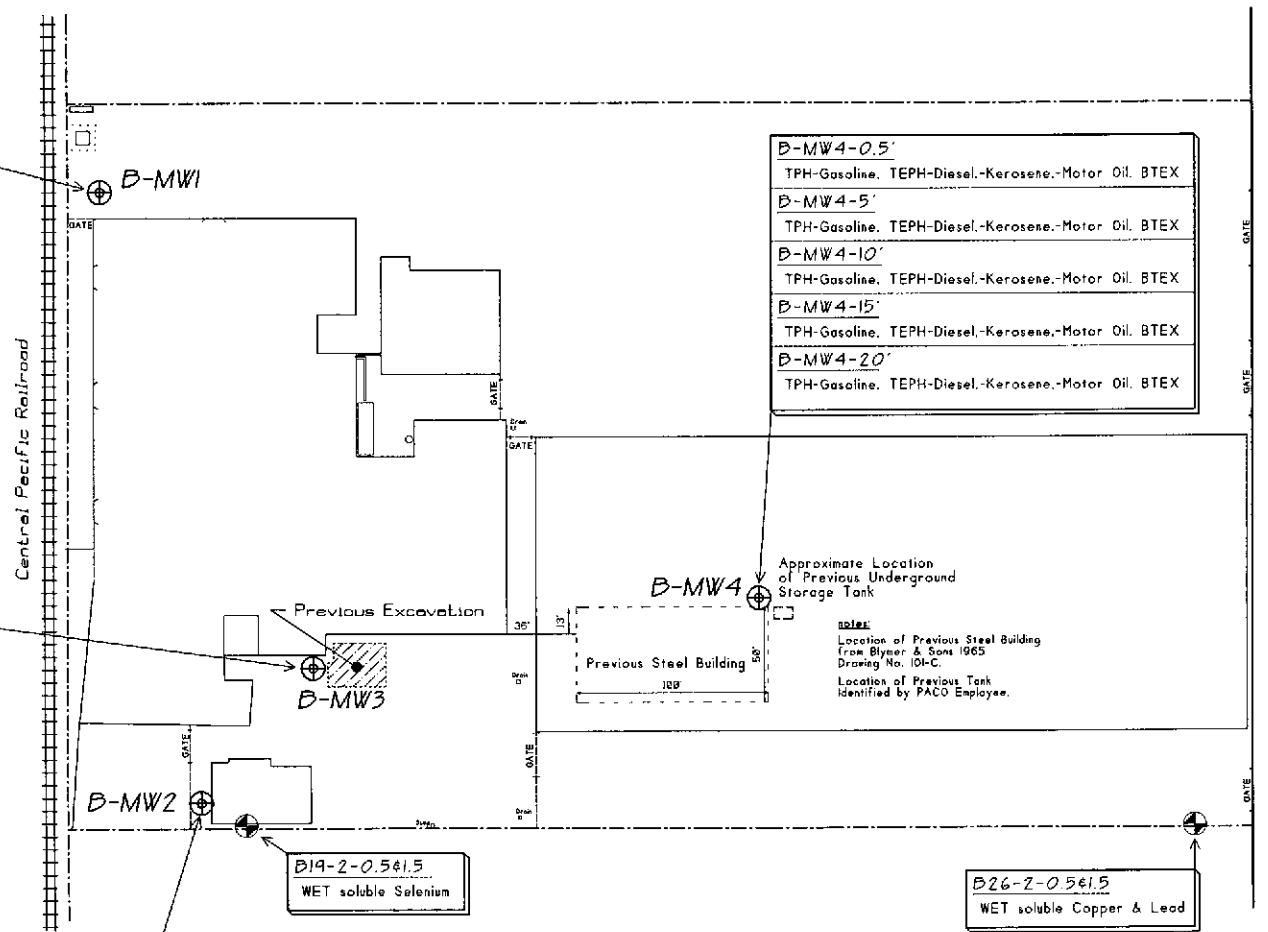 B-MW1
GATE
B-MW4-0.5'
TPH-Gasoline, TEPH-Diesel,-Kerosene,-Motor Oil, BTEX
B-MW4-5'
TPH-Gasoline, TEPH-Diesel,-Kerosene,-Motor Oil, BTEX
B-MW4-10'
TPH-Gasoline, TEPH-Diesel,-Kerosene,-Motor Oil, BTEX
B-MW4-15'
TPH-Gasoline, TEPH-Diesel,-Kerosene,-Motor Oil, BTEX
B-MW4-20'
TPH-Gasoline, TEPH-Diesel,-Kerosene,-Motor Oil, BTEX
GATE
GATE
GATE
Drain
GATE
Central Pacific Railroad
B-MW4
Approximate Location
of Previous Underground
Storage Tank
Previous Excavation
36'
13'
notes:
Location of Previous Steel Building
from Blymer & Sons 1965
Drawing No. 101-C.
Location of Previous Tank
Identified by PACO Employee.
Previous Steel Building
50'
100'
Drain
B-MW3
GATE
GATE
GATE
B-MW2
Drain
B19-2-0.5&1.5
WET soluble Selenium
B26-2-0.5&1.5
WET soluble Copper & Lead